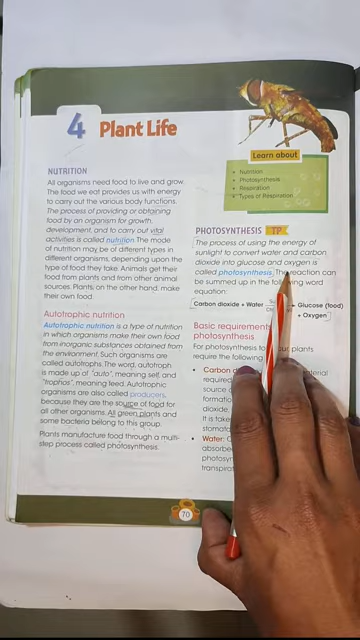 4 Plant Life
NUTRITION
All organisms need food to live and grow.
The food we eat provides us with energy
to carry out the various body functions.
The process of providing or obtaining
food by an organism for growth,
development, and to carry out vital
activities is called nutrition. The mode
of nutrition may be of different types in
different organisms, depending upon the
type of food they take. Animals get their
food from plants and from other animal
sources. Plants, on the other hand, make
their own food.
Autotrophic nutrition
Autotrophic nutrition is a type of nutrition
in which organisms make their own food
from inorganic substances obtained from
the environment. Such organisms are
called autotrophs. The word, autotroph
is made up of "auto", meaning self, and
"trophos", meaning feed. Autotrophic
organisms are also called producers,
because they are the source of food for
all other organisms. All green plants and
some bacteria belong to this group.
Plants manufacture food through a multi-
step process called photosynthesis.
Learn about
• Nutrition
• Photosynthesis
• Respiration
• Types of Respiration
PHOTOSYNTHESIS TP
The process of using the energy of
sunlight to convert water and carbon
dioxide into glucose and oxygen is
called photosynthesis. The reaction can
be summed up in the following word
equation:
Carbon dioxide + Water
Glucose (food)
+ Oxygen
Basic requirements
photosynthesis
For photosynthesis to plants
require the following
• Carbon
required
source
formation
dioxide
It is take
stomata
• Water:
absorbed
photosyn
transpirat
70